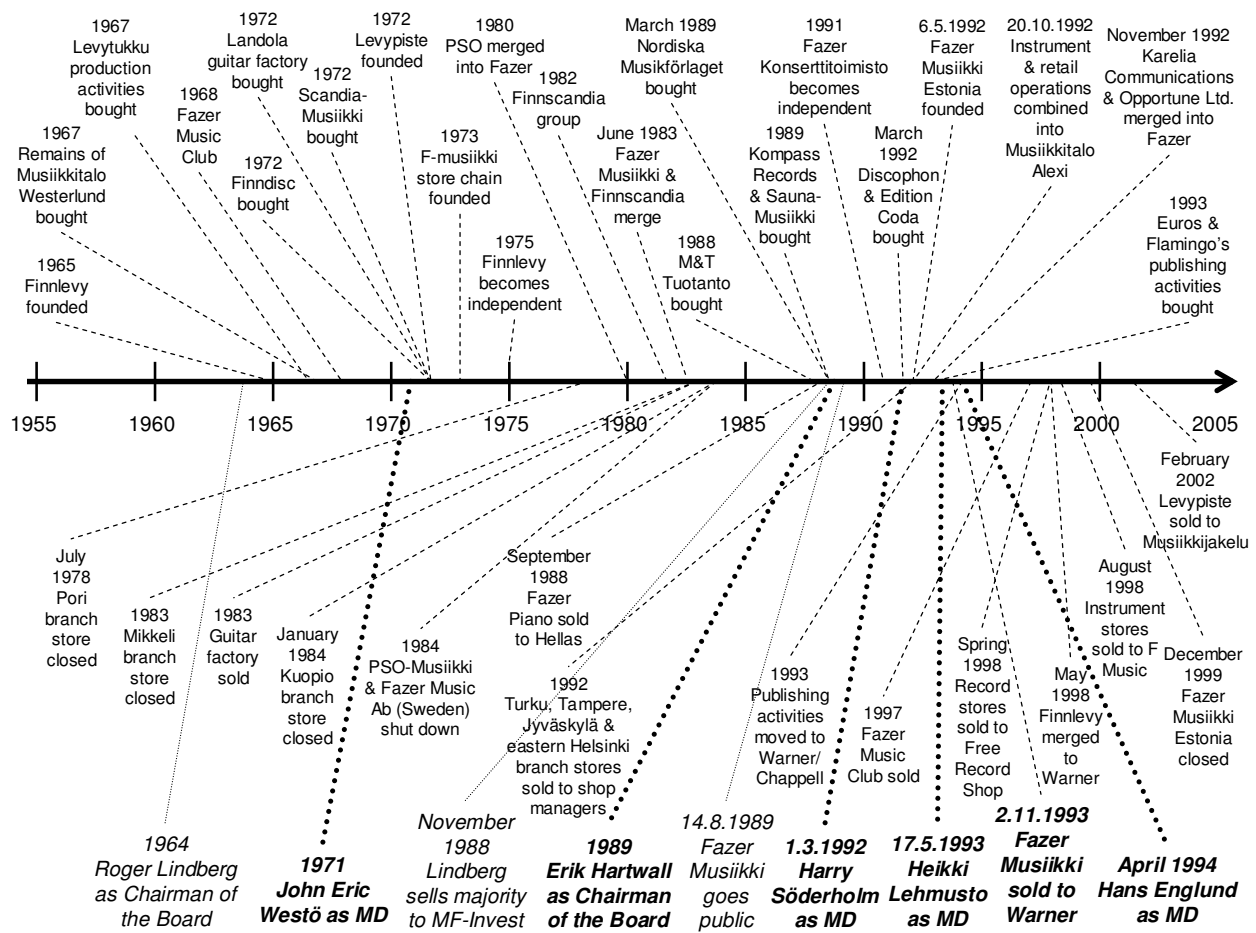 1967
Levytukku
production
activities
bought
1972
Landola
guitar factory
bought
1972
Levypiste
founded
1980
PSO merged
into Fazer
March 1989
Nordiska
Musikförlaget
bought
1991
Fazer
Konserttitoimisto
becomes
independent
6.5.1992
Fazer
Musiikki
Estonia
founded
20.10.1992
Instrument
& retail
operations
combined
into
Musiikkitalo
Alexi
November 1992
Karelia
Communications
& Opportune Ltd.
merged into
Fazer
1967
Remains of
Musiikkitalo
Westerlund
bought
1968
Fazer
Music
Club
1972
Scandia-
Musiikki
bought
1982
Finnscandia
group
1972
Finndisc
bought
1973
F-musiikki
store chain
founded
June 1983
Fazer
Musiikki &
Finnscandia
merge
1989
Kompass
Records
& Sauna-
Musiikki
bought
March
1992
Discophon
& Edition
Coda
bought
1993
Euros &
Flamingo's
publishing
activities
bought
1965
Finnlevy
founded
1975
Finnlevy
becomes
independent
1988
M&T
Tuotanto
bought
1955
1960
1965
1970
1975
1980
1985
1990
1995
2000
2005
July
1978
Pori
branch
store
closed
1983
Mikkeli
branch
store
closed
1983
Guitar
factory
sold
January
1984
Kuopio
branch
store
closed
1984
PSO-Musiikki
& Fazer Music
Ab (Sweden)
shut down
September
1988
Fazer
Piano sold
to Hellas
1992
Turku, Tampere,
Jyväskylä &
eastern Helsinki
branch stores
sold to shop
managers
1993
Publishing
activities
moved to
Warner/
Chappell
1997
Fazer
Music
Club sold
Spring
1998
Record
stores
sold to
Free
Record
Shop
May
1998
Finnlevy
merged
to
Warner
August
1998
Instrument
stores
sold to F
Music
December
1999
Fazer
Musiikki
Estonia
closed
February
2002
Levypiste
sold to
Musiikkijakelu
1964
Roger Lindberg
as Chairman of
the Board
1971
John Eric
Westö as MD
November
1988
Lindberg
sells majority
to MF-Invest
1989
Erik Hartwall
as Chairman
of the Board
14.8.1989
Fazer
Musiikki
goes
public
1.3.1992
Harry
Söderholm
as MD
17.5.1993
Heikki
Lehmusto
as MD
2.11.1993
Fazer
Musiikki
sold to
Warner
April 1994
Hans Englund
as MD